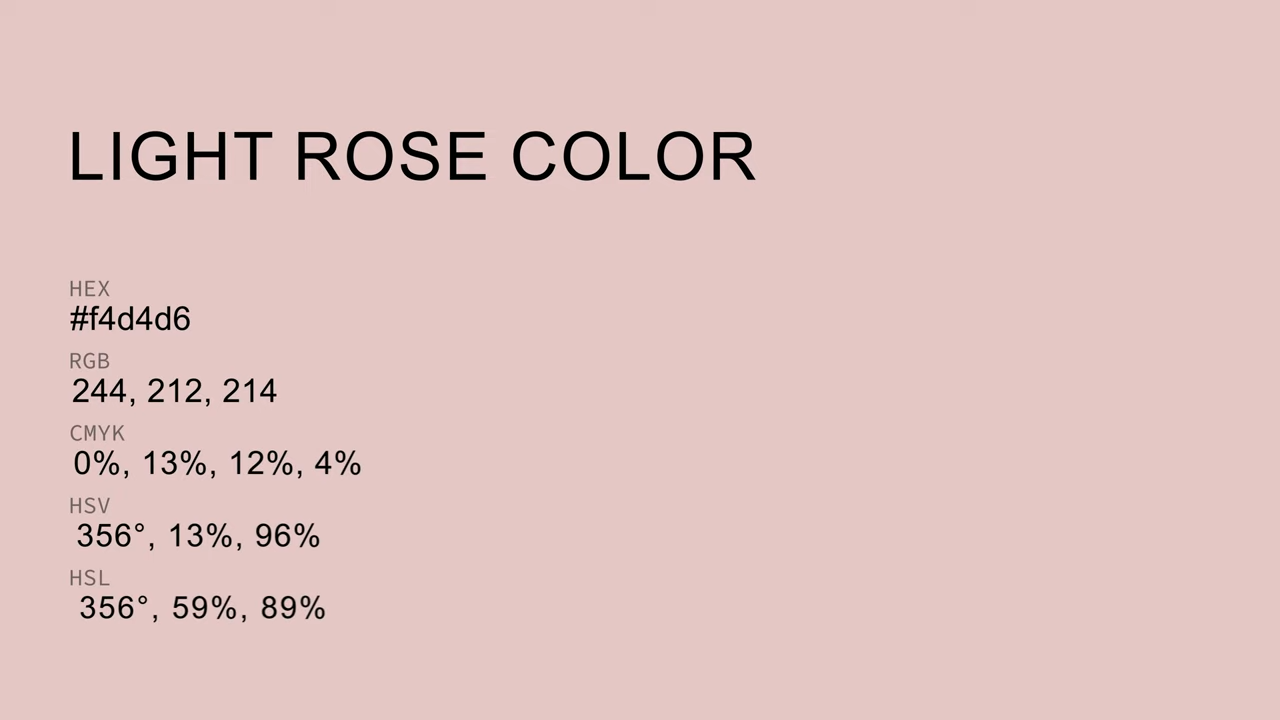 LIGHT ROSE COLOR
HEX
#f4d4d6
RGB
244, 212, 214
CMYK
0%, 13%, 12%, 4%
HSV
356°, 13%, 96%
HSL
356°, 59%, 89%